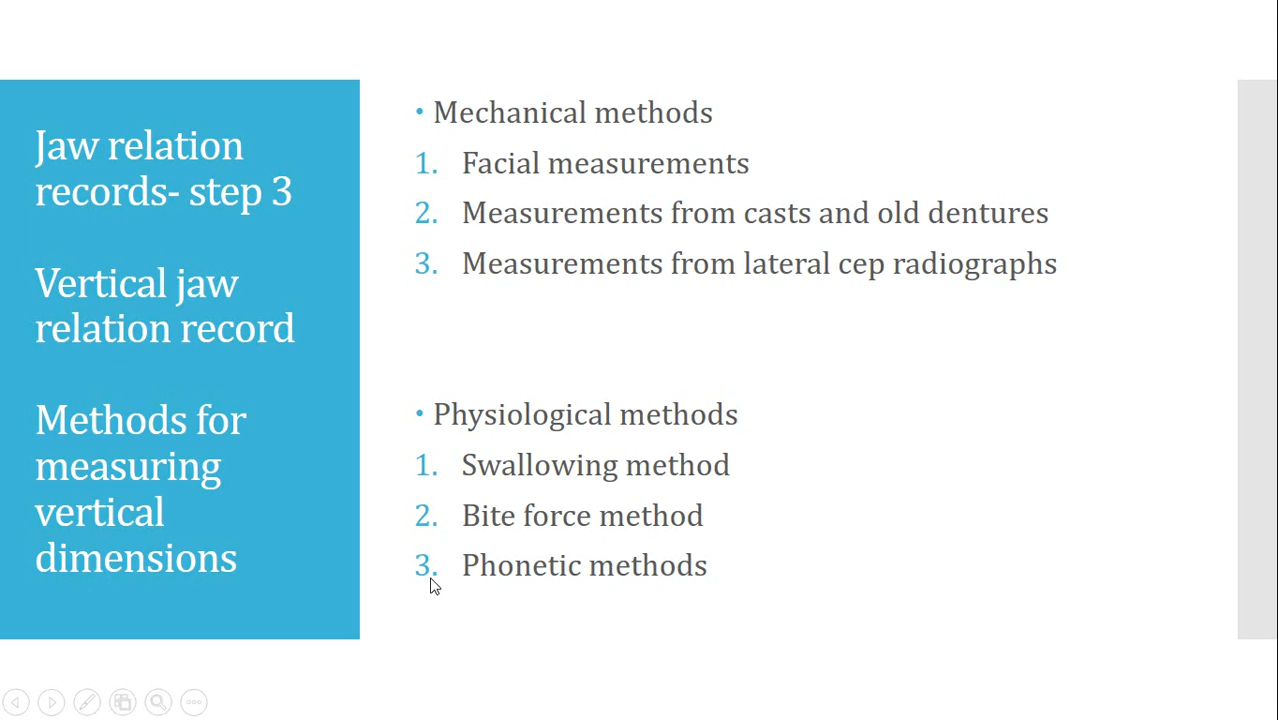 Jaw relation
records- step 3
Vertical jaw
relation record
Methods for
measuring
vertical
dimensions
• Mechanical methods
1. Facial measurements
2. Measurements from casts and old dentures
3. Measurements from lateral cep radiographs
• Physiological methods
1. Swallowing method
2. Bite force method
3. Phonetic methods